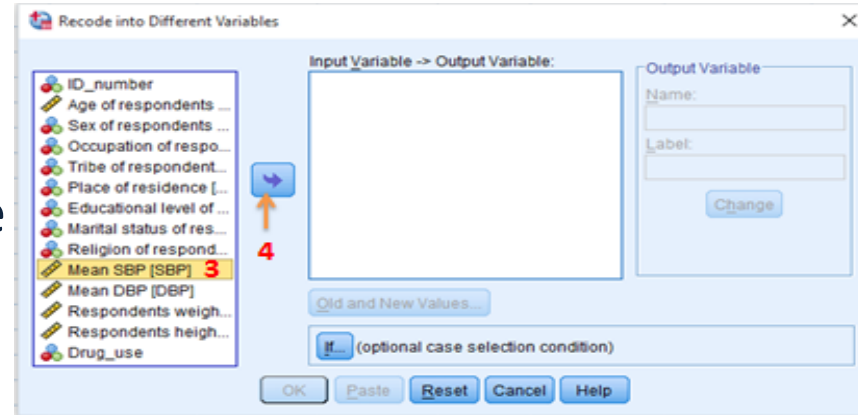 Recode into Different Variables
ID_number
Age of respondents ...
Sex of respondents ...
Occupation of respo...
Tribe of respondent...
Place of residence [...
Educational level of ...
Marital status of res...
Religion of respond...
Mean SBP [SBP] 3
Mean DBP [DBP]
Respondents weigh...
Respondents heigh...
Drug_use
4
Input Variable -> Output Variable:
Old and New Values...
If... (optional case selection condition)
Output Variable
Name:
Label:
Change
OK Paste Reset Cancel Help
e